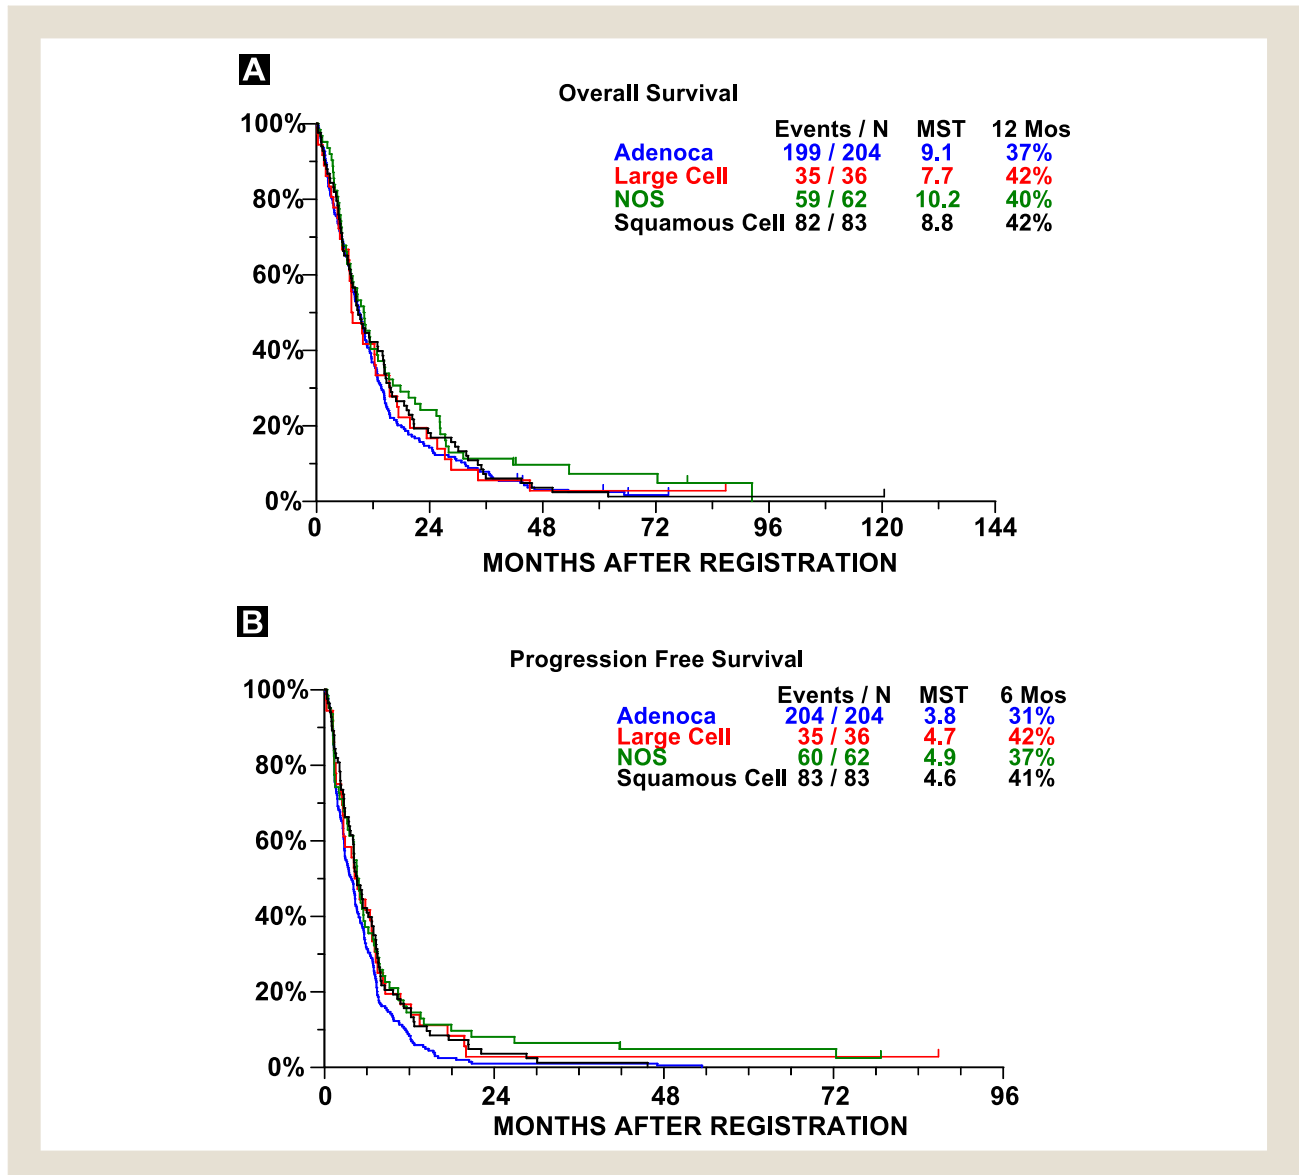 A
Overall Survival
Events / N MST 12 Mos
Adenoca 199 / 204 9.1 37%
Large Cell 35 / 36 7.7 42%
NOS 59 / 62 10.2 40%
Squamous Cell 82 / 83 8.8 42%
100%
80%
60%
40%
20%
0%
0 24 48 72 96 120 144
MONTHS AFTER REGISTRATION
B
Progression Free Survival
Events / N MST 6 Mos
Adenoca 204 / 204 3.8 31%
Large Cell 35 / 36 4.7 42%
NOS 60 / 62 4.9 37%
Squamous Cell 83 / 83 4.6 41%
100%
80%
60%
40%
20%
0%
0 24 48 72 96
MONTHS AFTER REGISTRATION